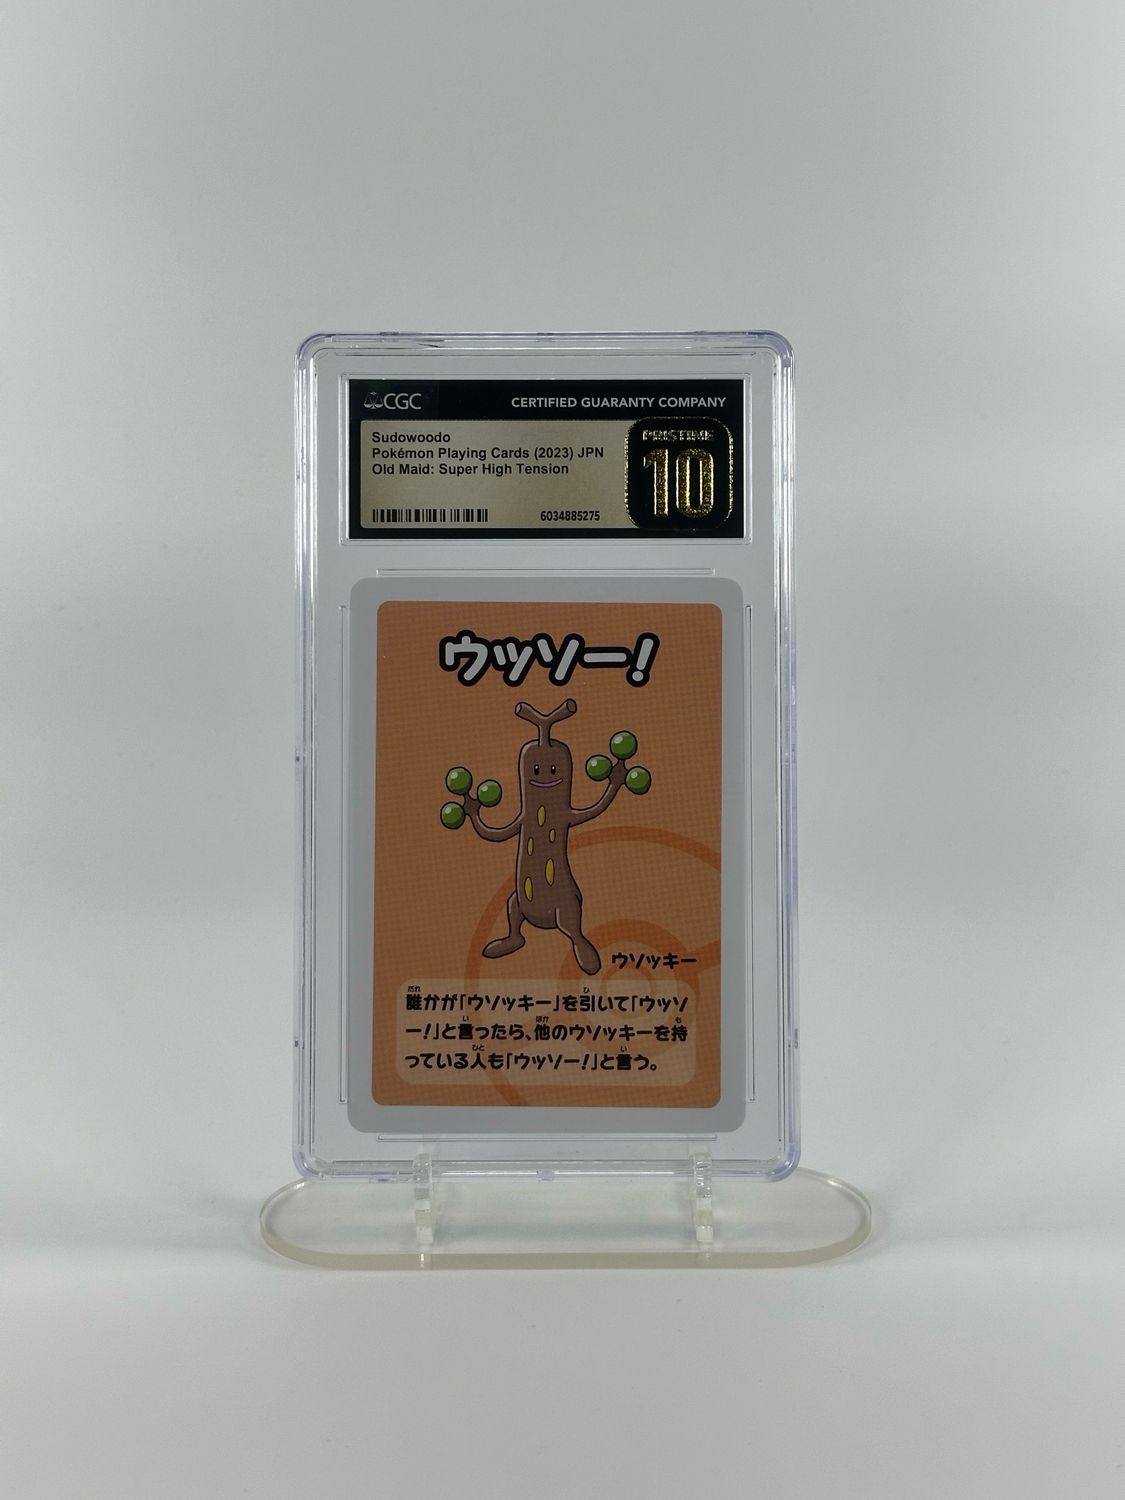 CGC
CERTIFIED GUARANTY COMPANY
Sudowoodo
Pokémon Playing Cards (2023) JPN
Old Maid: Super High Tension
6034885275
PRISTINE
10
ウッソー!
ウソッキー
誰かが「ウソッキー」を引いて「ウッソ
ー!」と言ったら、他のウソッキーを持
っている人も「ウッソー!」と言う。